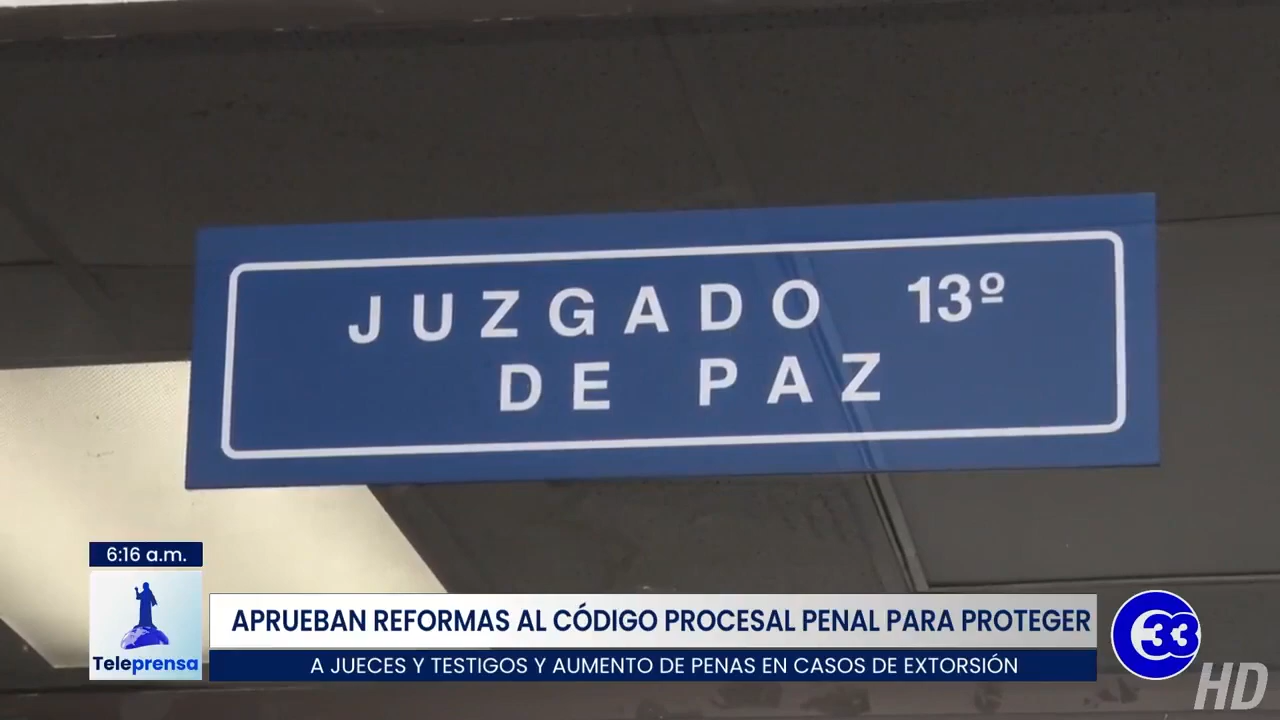 JUZGADO 13º
DE PAZ
6:16 a.m.
Teleprensa
APRUEBAN REFORMAS AL CÓDIGO PROCESAL PENAL PARA PROTEGER
A JUECES Y TESTIGOS Y AUMENTO DE PENAS EN CASOS DE EXTORSIÓN
33
HD